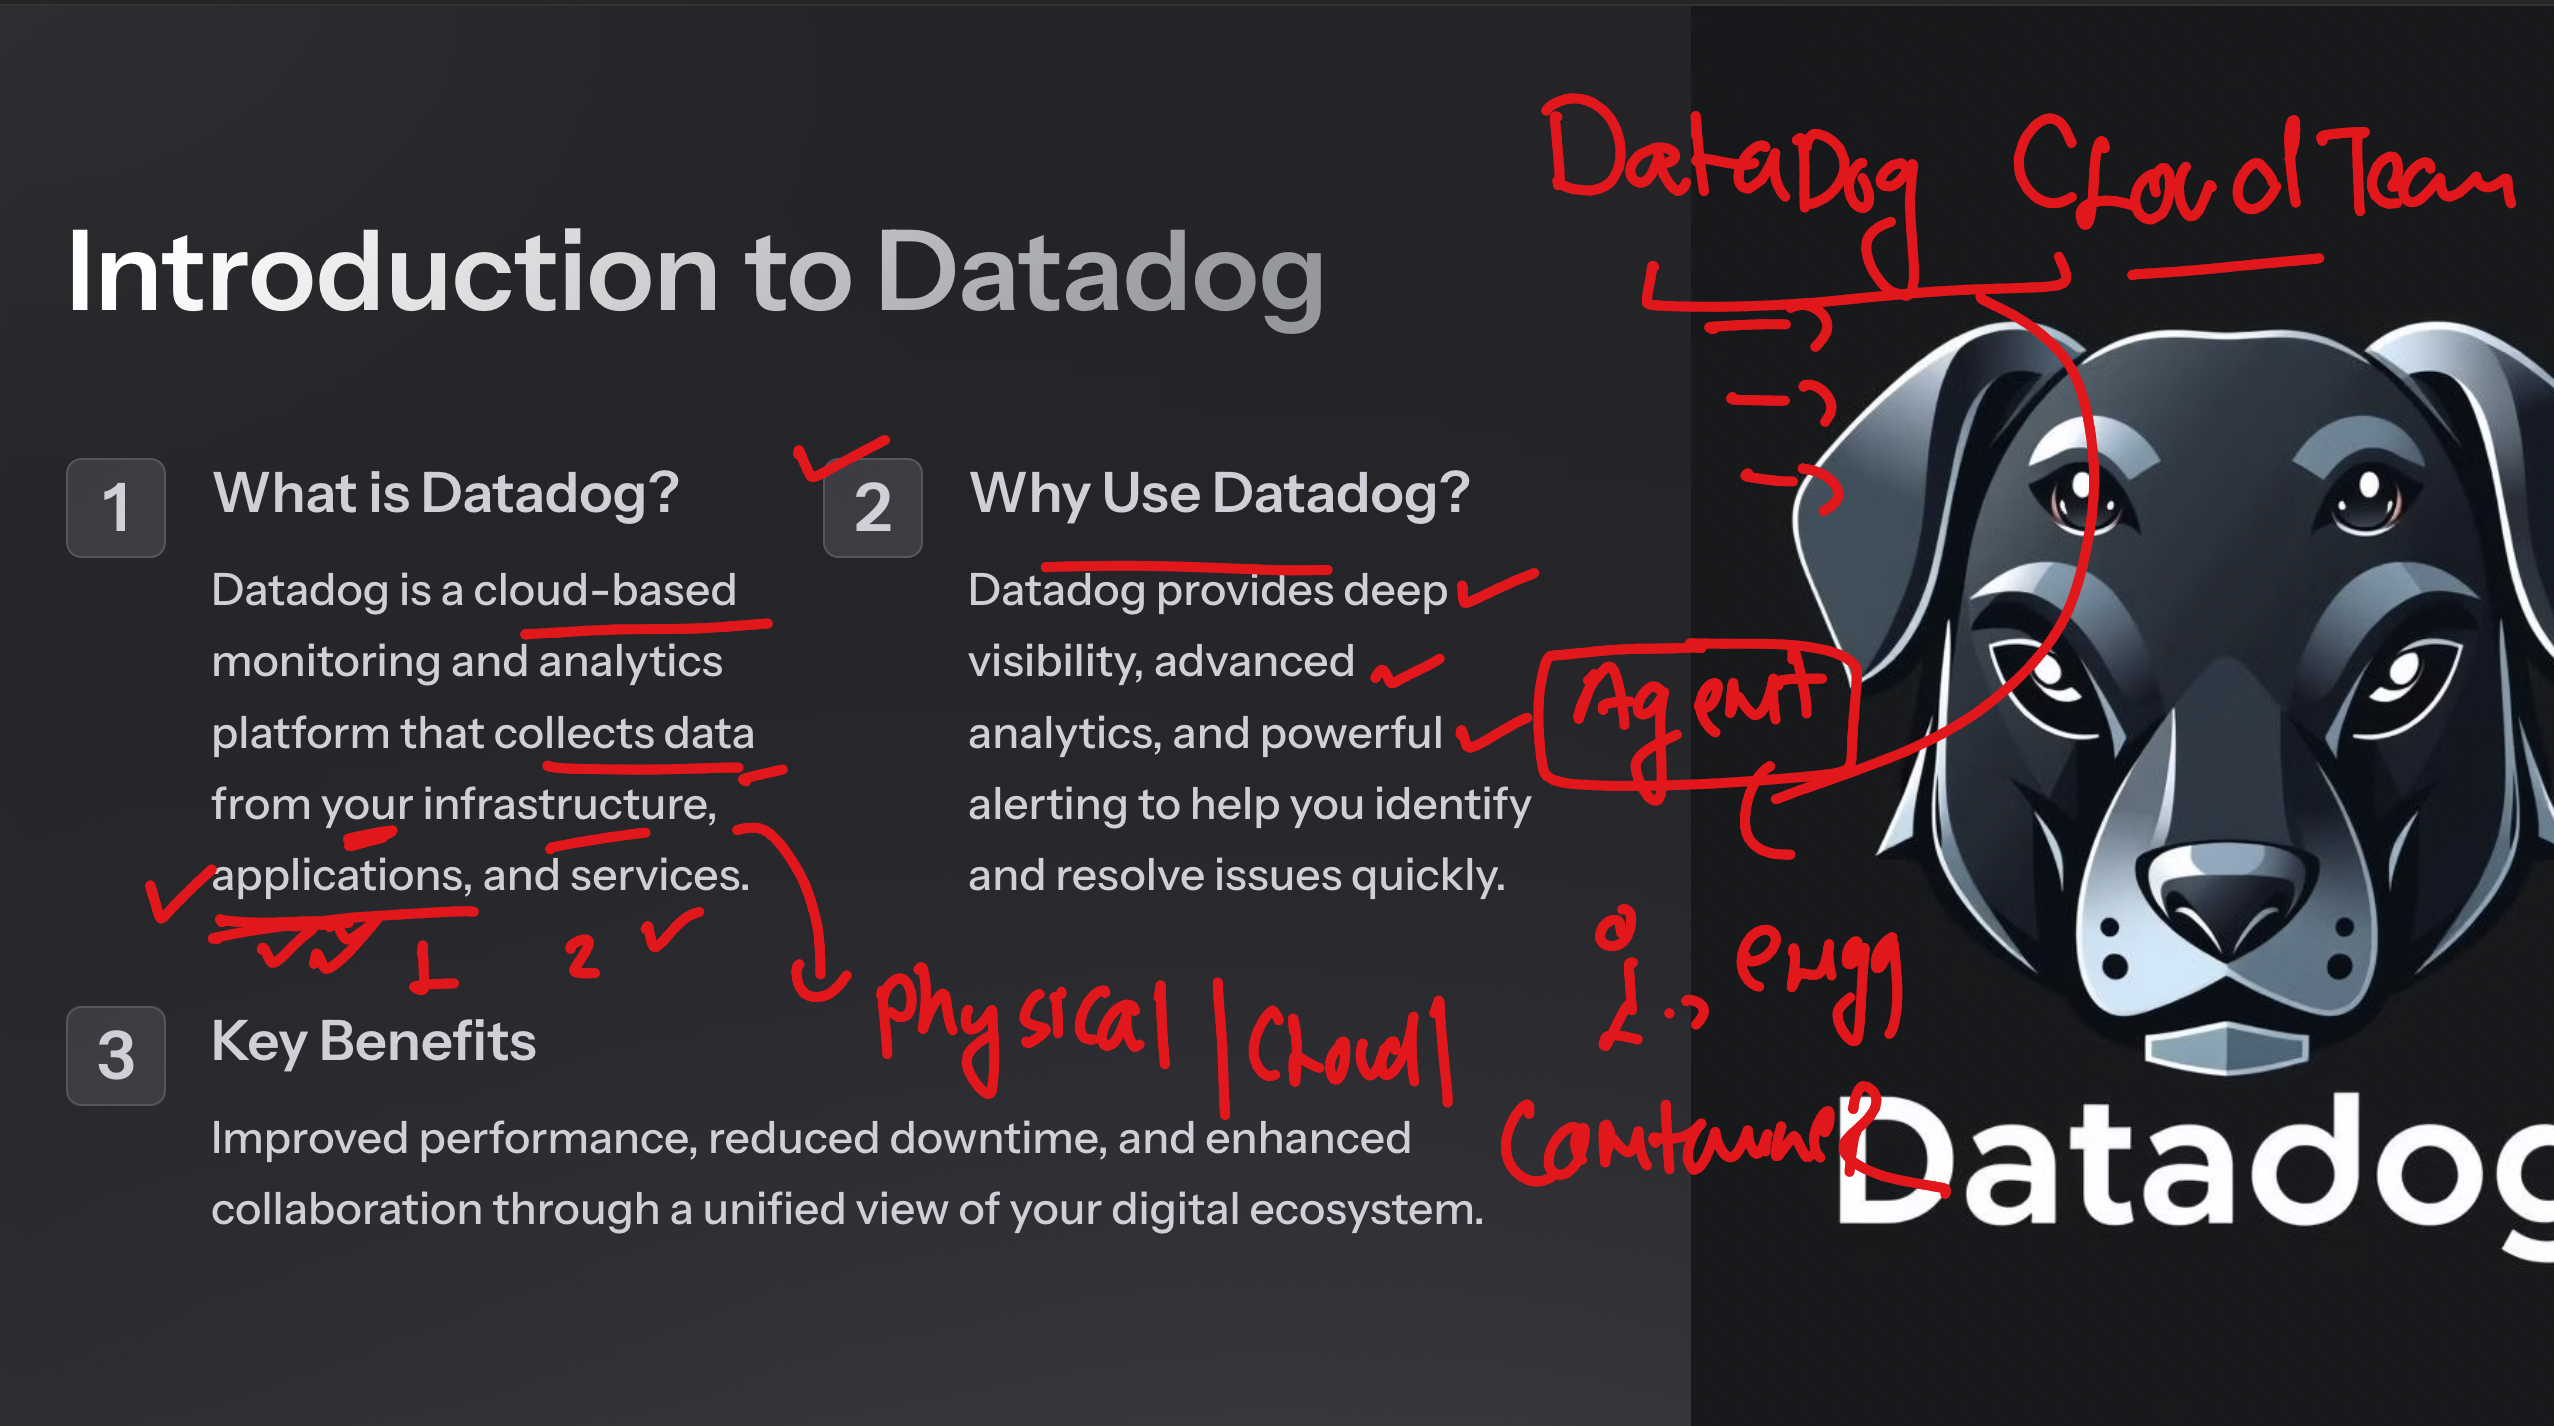 DataDog CLoud Team
Introduction to Datadog
1 What is Datadog?
Datadog is a cloud-based
monitoring and analytics
platform that collects data
from your infrastructure,
applications, and services.
1 2
2 Why Use Datadog?
Datadog provides deep
visibility, advanced
analytics, and powerful
alerting to help you identify
and resolve issues quickly.
Agent
Physical | CLoud |
Container
3 Key Benefits
Improved performance, reduced downtime, and enhanced
collaboration through a unified view of your digital ecosystem.
Datadog